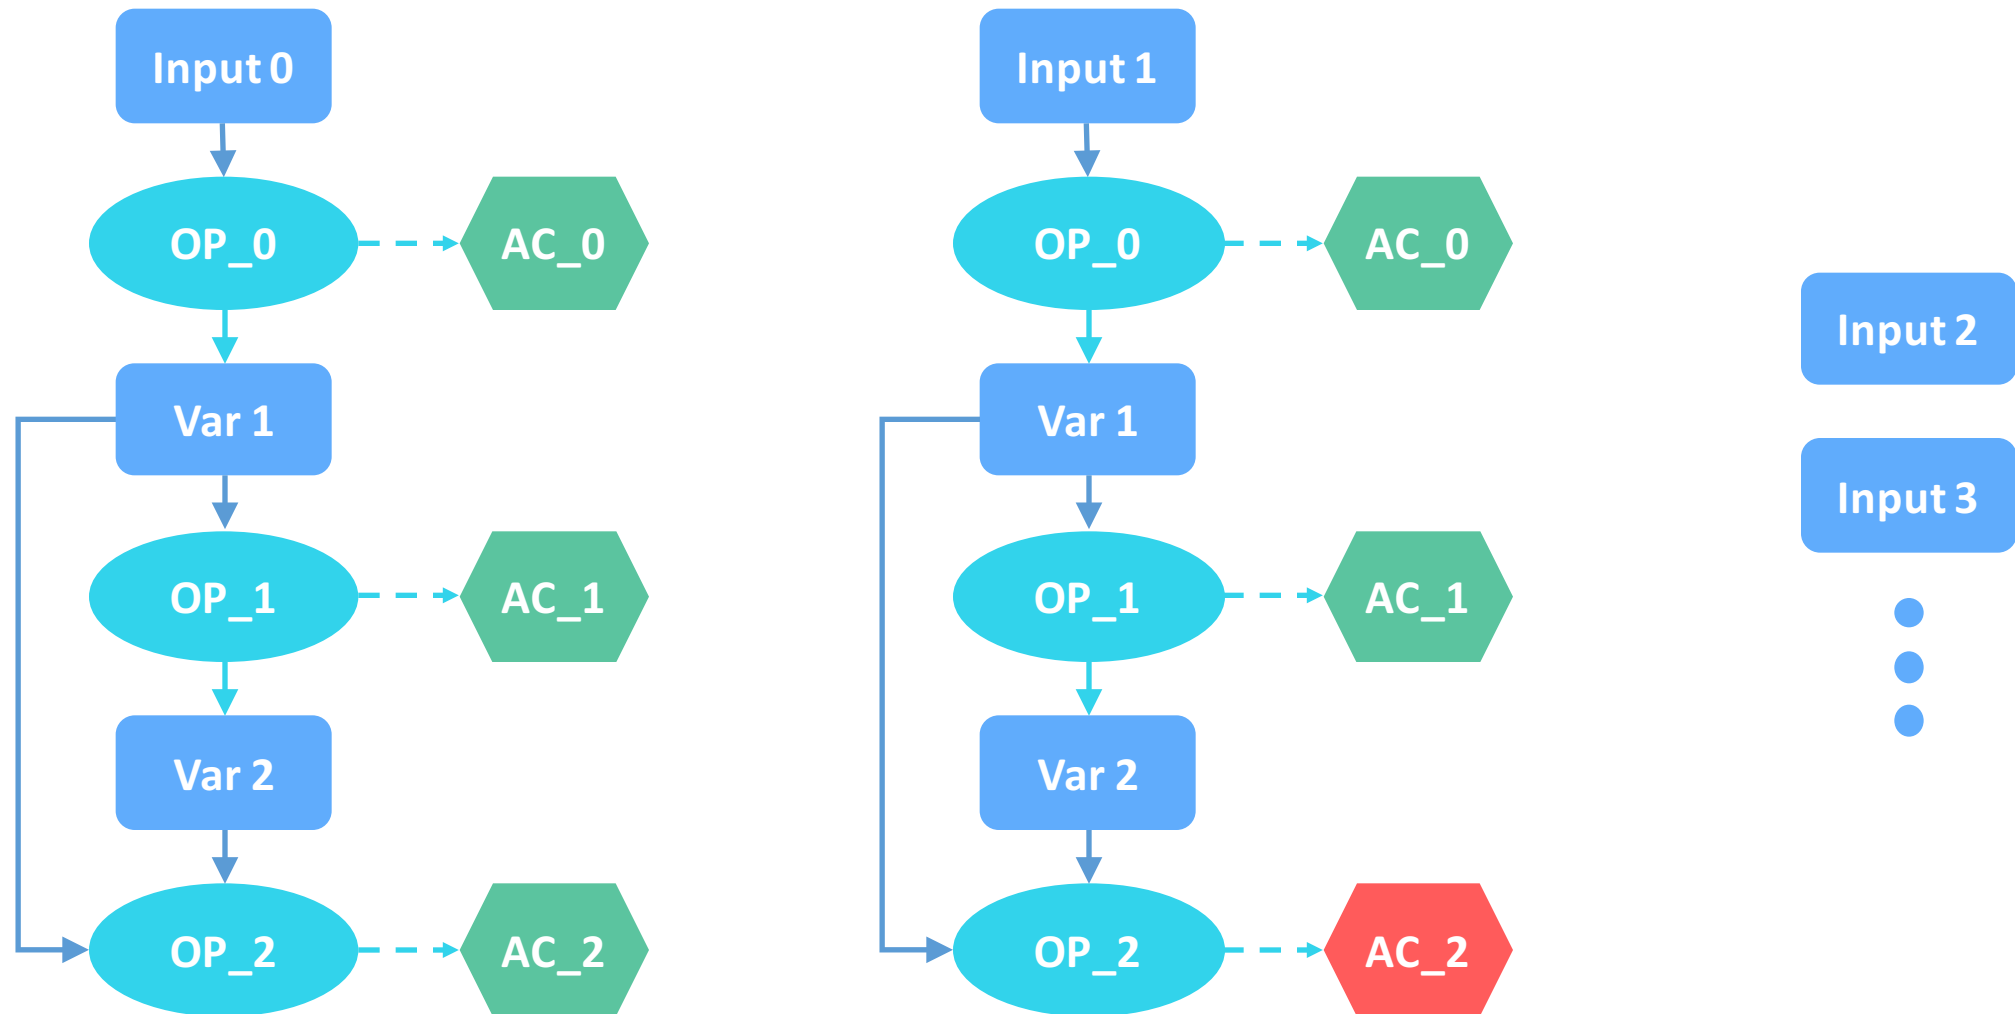 Input 0
OP_0
AC_0
Var 1
OP_1
AC_1
Var 2
OP_2
AC_2
Input 1
OP_0
AC_0
Var 1
OP_1
AC_1
Var 2
OP_2
AC_2
Input 2
Input 3